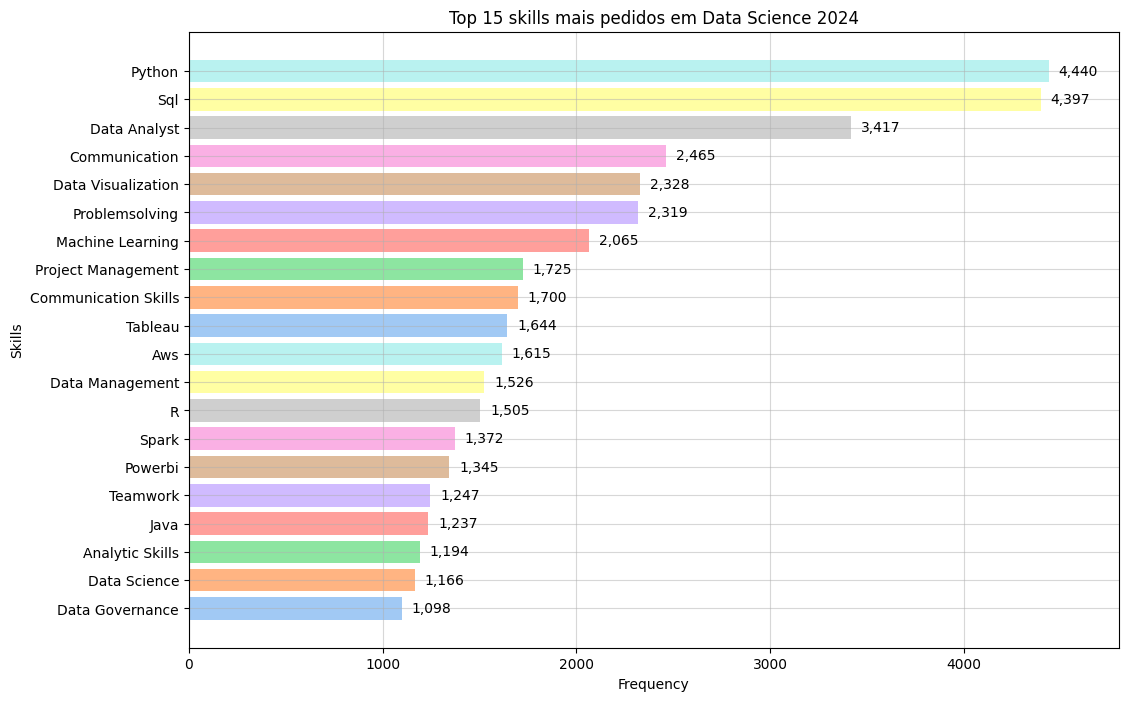 Top 15 skills mais pedidos em Data Science 2024
Python 4,440
Sql 4,397
Data Analyst 3,417
Communication 2,465
Data Visualization 2,328
Problemsolving 2,319
Machine Learning 2,065
Project Management 1,725
Communication Skills 1,700
Tableau 1,644
Aws 1,615
Data Management 1,526
R 1,505
Spark 1,372
Powerbi 1,345
Teamwork 1,247
Java 1,237
Analytic Skills 1,194
Data Science 1,166
Data Governance 1,098
Skills
0 1000 2000 3000 4000
Frequency